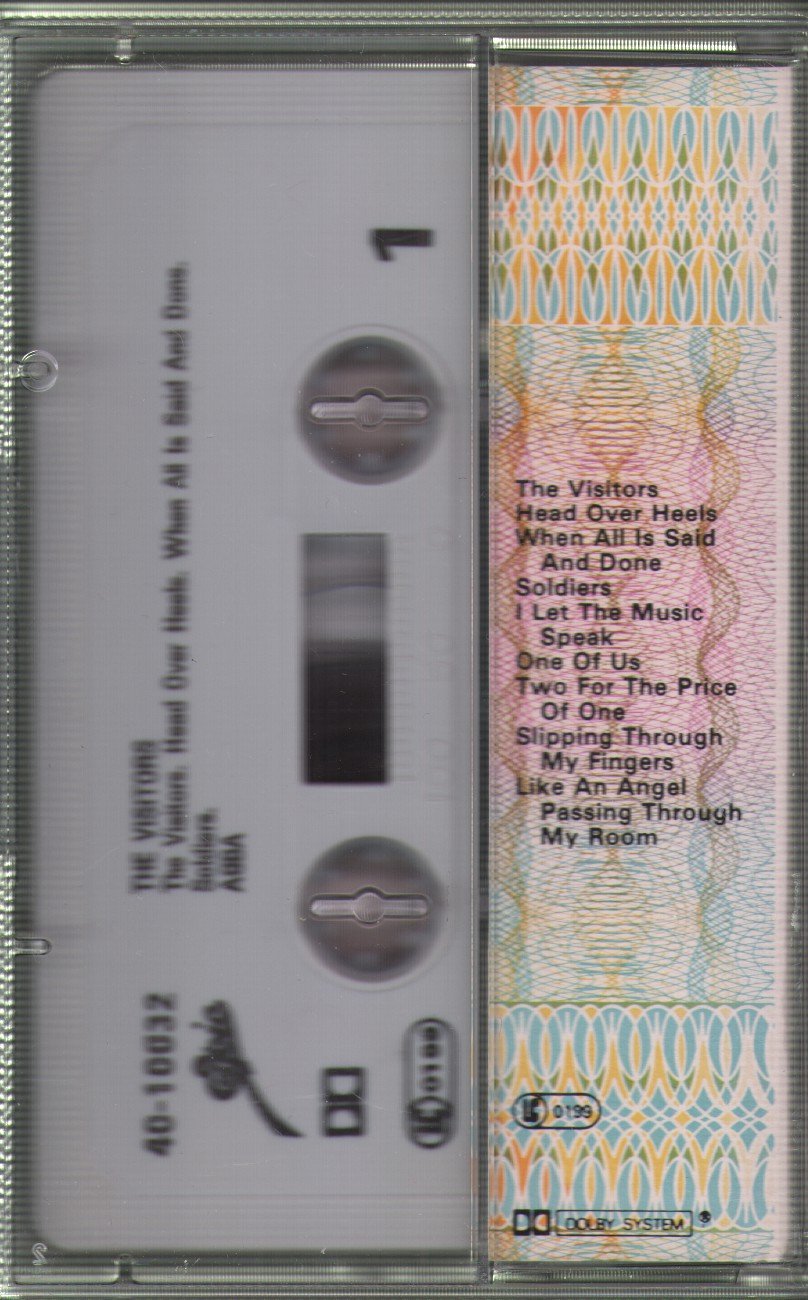 1
THE VISITORS
The Visitors. Head Over Heels. When All Is Said And Done.
Soldiers.
ABBA
40-10032
Epic
LC 0199
The Visitors
Head Over Heels
When All Is Said
And Done
Soldiers
I Let The Music
Speak
One Of Us
Two For The Price
Of One
Slipping Through
My Fingers
Like An Angel
Passing Through
My Room
LC 0199
DOLBY SYSTEM ®
2